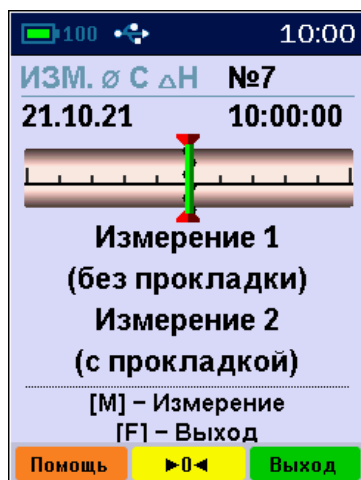 100 10:00
ИЗМ. ⌀ С △Н №7
21.10.21 10:00:00
Измерение 1
(без прокладки)
Измерение 2
(с прокладкой)
[M] – Измерение
[F] – Выход
Помощь ►0◄ Выход